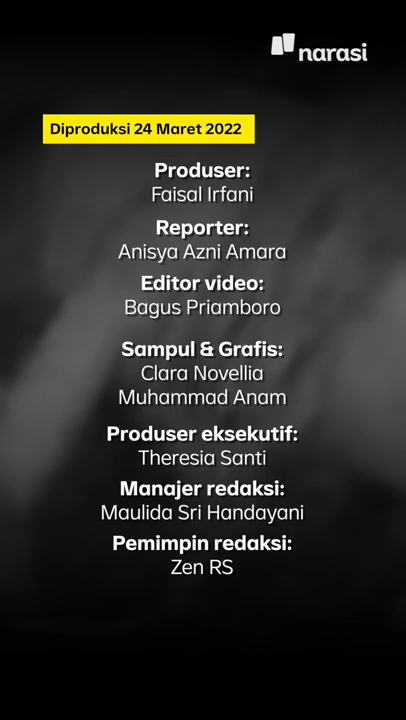 narasi
Diproduksi 24 Maret 2022
Produser:
Faisal Irfani
Reporter:
Anisya Azni Amara
Editor video:
Bagus Priamboro
Sampul & Grafis:
Clara Novellia
Muhammad Anam
Produser eksekutif:
Theresia Santi
Manajer redaksi:
Maulida Sri Handayani
Pemimpin redaksi:
Zen RS